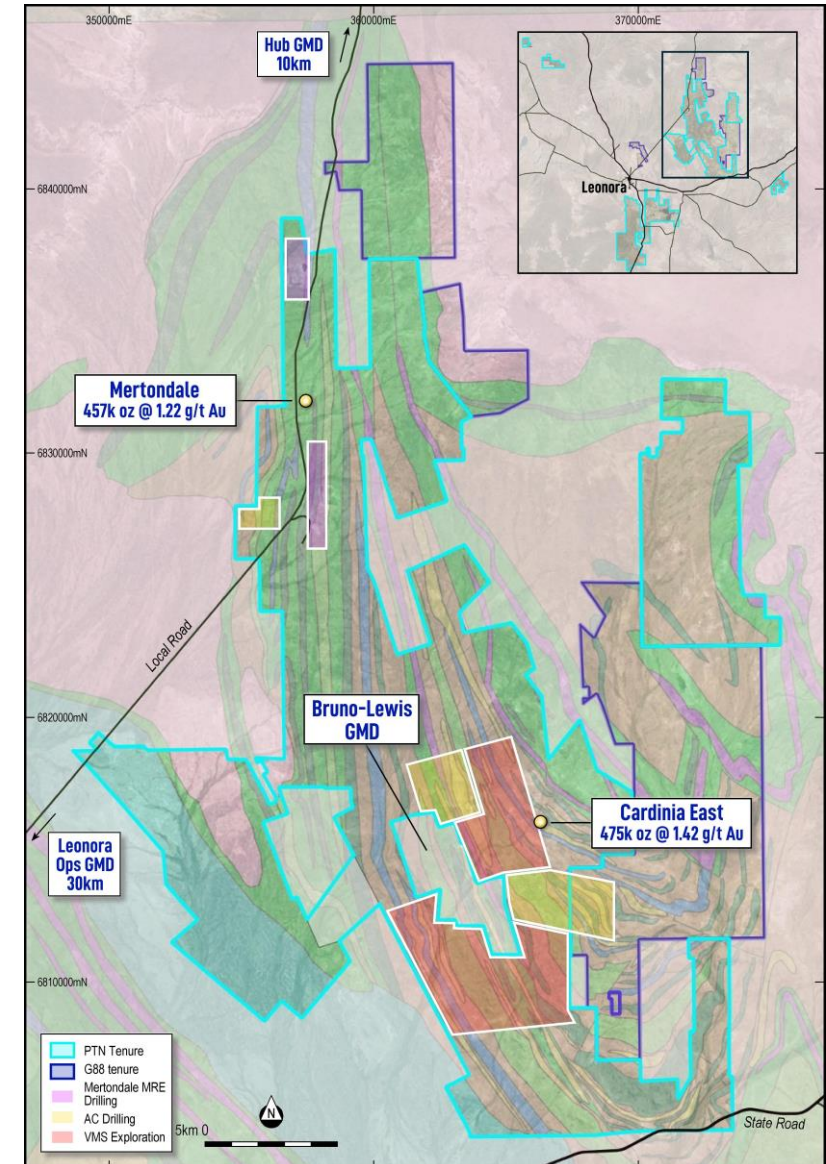 350000mE
360000mE
370000mE
Hub GMD
10km
Leonora
6840000mN
Mertondale
457k oz @ 1.22 g/t Au
6830000mN
Local Road
6820000mN
Bruno-Lewis
GMD
Cardinia East
475k oz @ 1.42 g/t Au
Leonora
Ops GMD
30km
6810000mN
PTN Tenure
G88 tenure
Mertondale MRE
Drilling
AC Drilling
VMS Exploration
N
5km 0
State Road